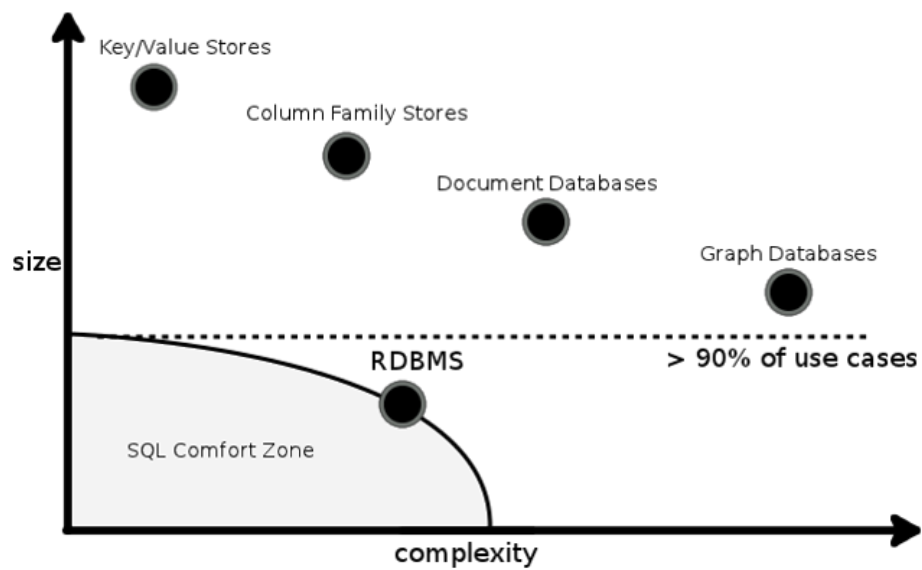 Key/Value Stores
Column Family Stores
Document Databases
Graph Databases
size
> 90% of use cases
RDBMS
SQL Comfort Zone
complexity